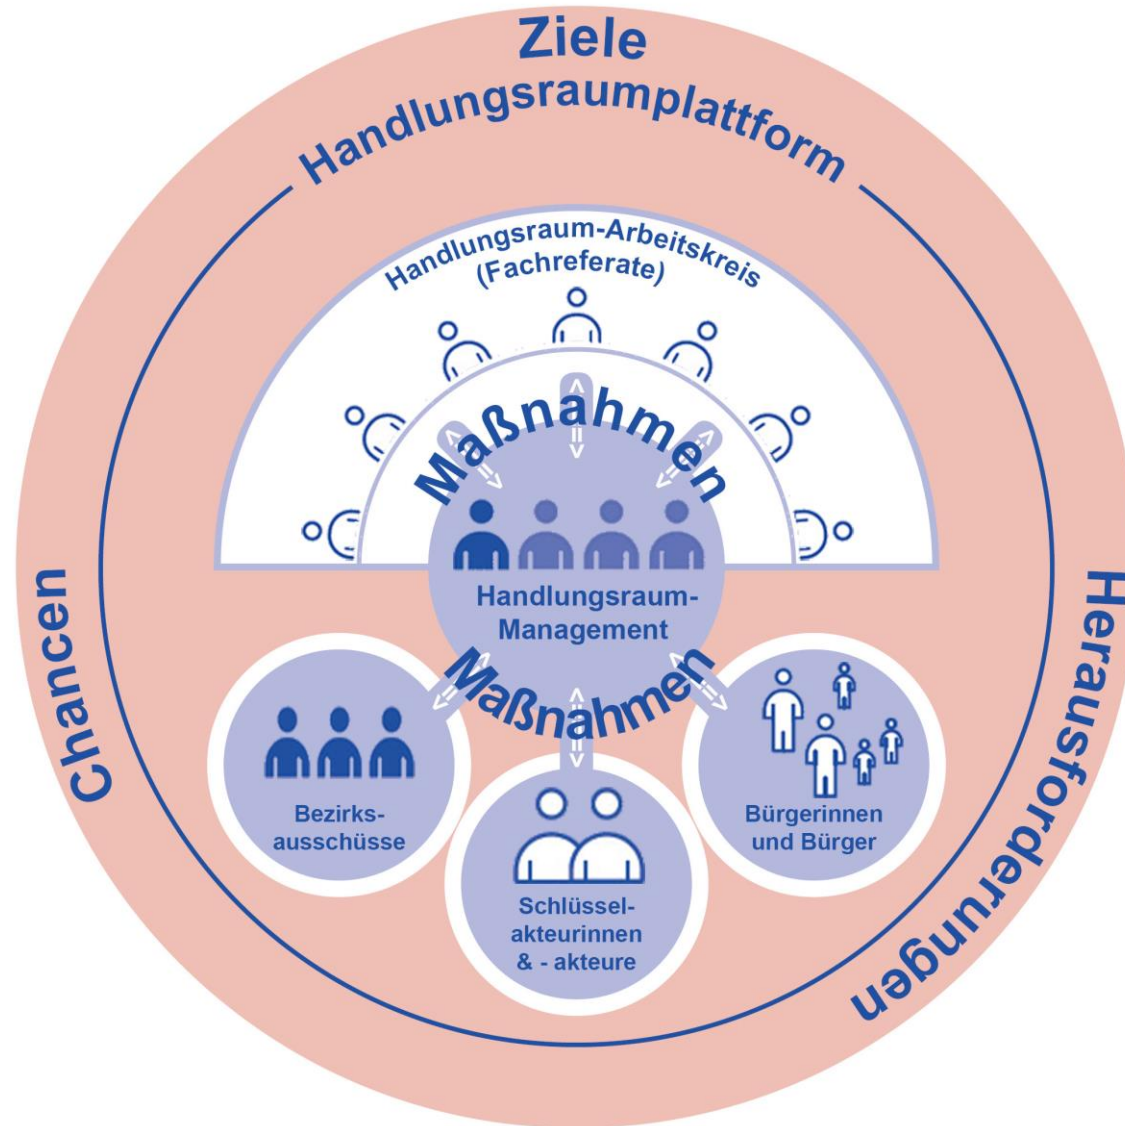 Ziele
Handlungsraumplattform
Handlungsraum-Arbeitskreis
(Fachreferate)
Maßnahmen
Handlungsraum-
Management
Maßnahmen
Chancen
Herausforderungen
Bezirks-
ausschüsse
Schlüssel-
akteurinnen
& - akteure
Bürgerinnen
und Bürger